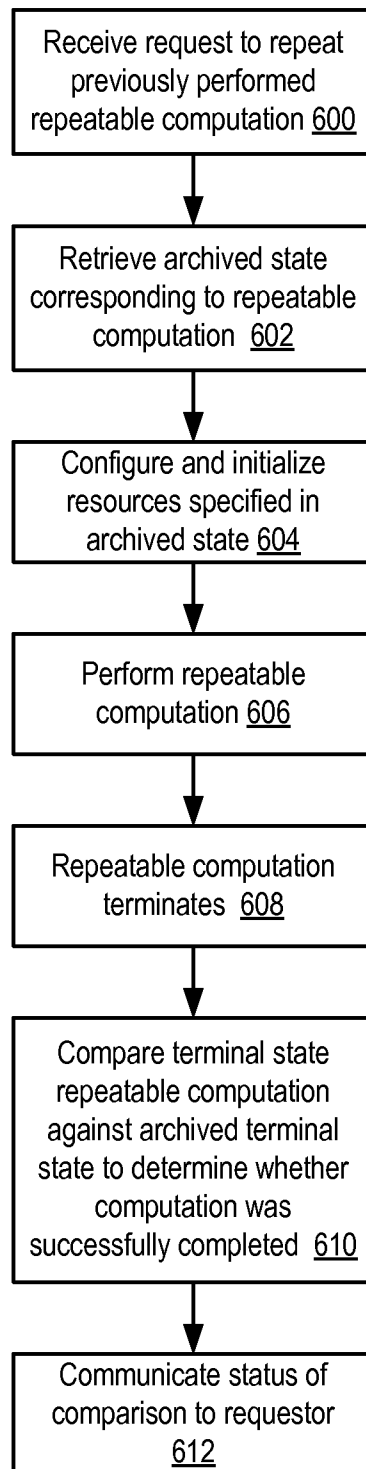 Receive request to repeat
previously performed
repeatable computation 600
Retrieve archived state
corresponding to repeatable
computation 602
Configure and initialize
resources specified in
archived state 604
Perform repeatable
computation 606
Repeatable computation
terminates 608
Compare terminal state
repeatable computation
against archived terminal
state to determine whether
computation was
successfully completed 610
Communicate status of
comparison to requestor
612